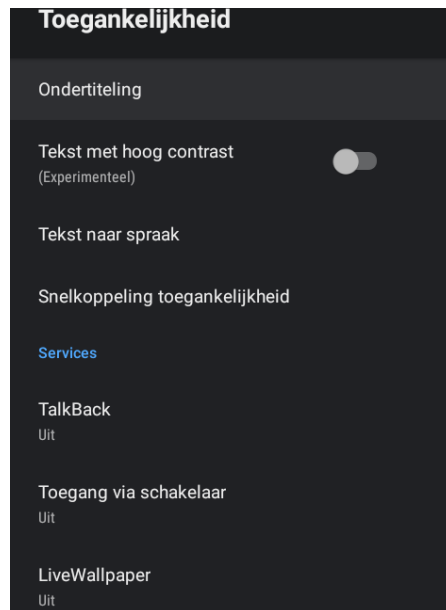 Toegankelijkheid
Ondertiteling
Tekst met hoog contrast
(Experimenteel)
Tekst naar spraak
Snelkoppeling toegankelijkheid
Services
TalkBack
Uit
Toegang via schakelaar
Uit
LiveWallpaper
Uit